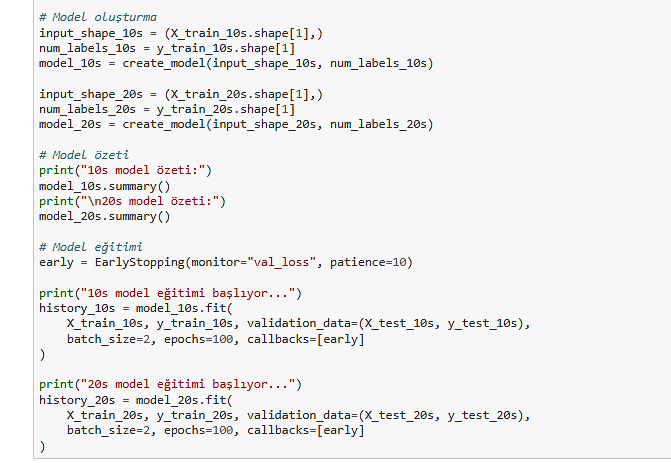 # Model oluşturma
input_shape_10s = (X_train_10s.shape[1],)
num_labels_10s = y_train_10s.shape[1]
model_10s = create_model(input_shape_10s, num_labels_10s)
input_shape_20s = (X_train_20s.shape[1],)
num_labels_20s = y_train_20s.shape[1]
model_20s = create_model(input_shape_20s, num_labels_20s)
# Model özeti
print("10s model özeti:")
model_10s.summary()
print("\n20s model özeti:")
model_20s.summary()
# Model eğitimi
early = EarlyStopping(monitor="val_loss", patience=10)
print("10s model eğitimi başlıyor...")
history_10s = model_10s.fit(
    X_train_10s, y_train_10s, validation_data=(X_test_10s, y_test_10s),
    batch_size=2, epochs=100, callbacks=[early]
)
print("20s model eğitimi başlıyor...")
history_20s = model_20s.fit(
    X_train_20s, y_train_20s, validation_data=(X_test_20s, y_test_20s),
    batch_size=2, epochs=100, callbacks=[early]
)